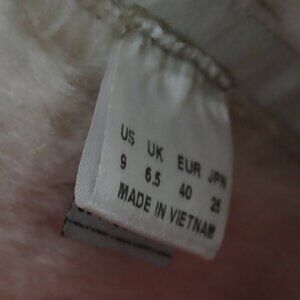 US UK EUR JPN
9 6.5 40 25
MADE IN VIETNAM